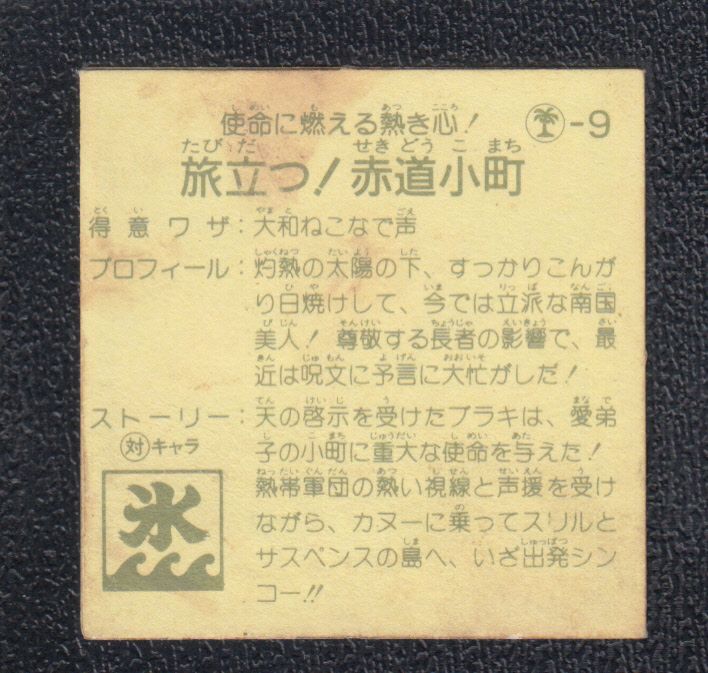 使命に燃える熱き心! -9
旅立つ!赤道小町
得意ワザ:大和ねこなで声
プロフィール:灼熱の太陽の下、すっかりこんが
り日焼けして、今では立派な南国
美人! 尊敬する長者の影響で、最
近は呪文に予言に大忙がしだ!
ストーリー:天の啓示を受けたブラキは、愛弟
対キャラ 子の小町に重大な使命を与えた!
熱帯軍団の熱い視線と声援を受け
ながら、カヌーに乗ってスリルと
サスペンスの島へ、いざ出発シン
コー!!
氷